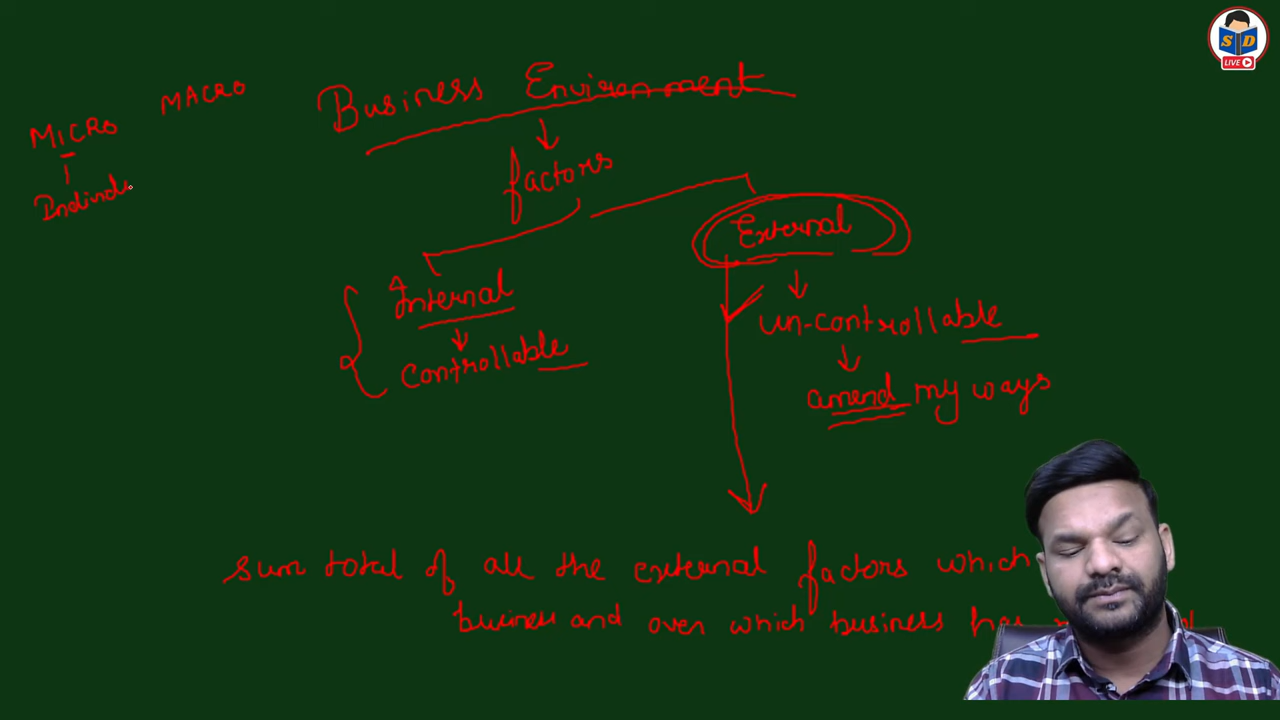 S D
LIVE
MACRO
Business Environment
MICRO
factors
External
Internal
un-controllable
controllable
amend my ways
sum total of all the external factors which
business and over which business has